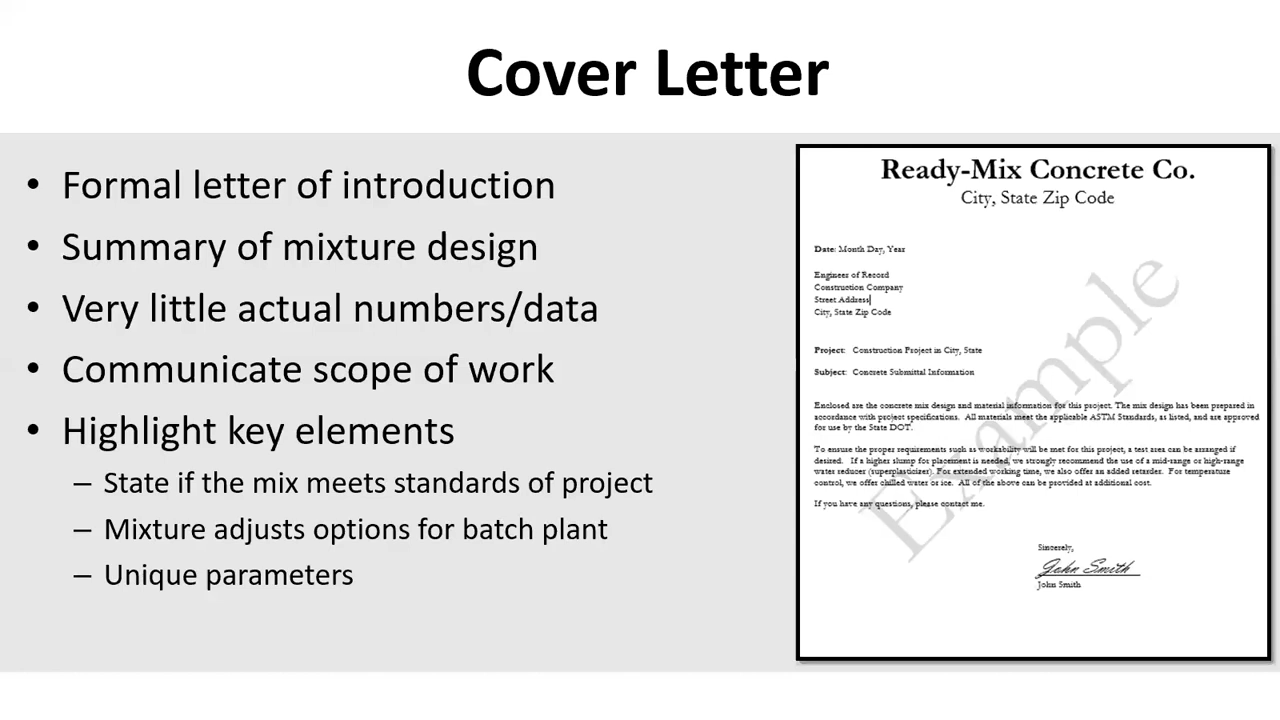 Cover Letter
• Formal letter of introduction
• Summary of mixture design
• Very little actual numbers/data
• Communicate scope of work
• Highlight key elements
– State if the mix meets standards of project
– Mixture adjusts options for batch plant
– Unique parameters
Ready-Mix Concrete Co.
City, State Zip Code
Date: Month Day, Year
Engineer of Record
Construction Company
Street Address
City, State Zip Code
Project: Construction Project in City, State
Subject: Concrete Submittal Information
Enclosed are the concrete mix design and material information for this project. The mix design has been prepared in
accordance with project specifications. All materials meet the applicable ASTM Standards, as listed, and are approved
for use by the State DOT.
To ensure the proper requirements such as workability will be met for this project, a test area can be arranged if
desired. If a higher slump for placement is needed, we strongly recommend the use of a mid-range or high-range
water reducer (superplasticizer). For extended working time, we also offer an added retarder. For temperature
control, we offer chilled water or ice. All of the above can be provided at additional cost.
If you have any questions, please contact me.
Sincerely,
John Smith
John Smith
Example